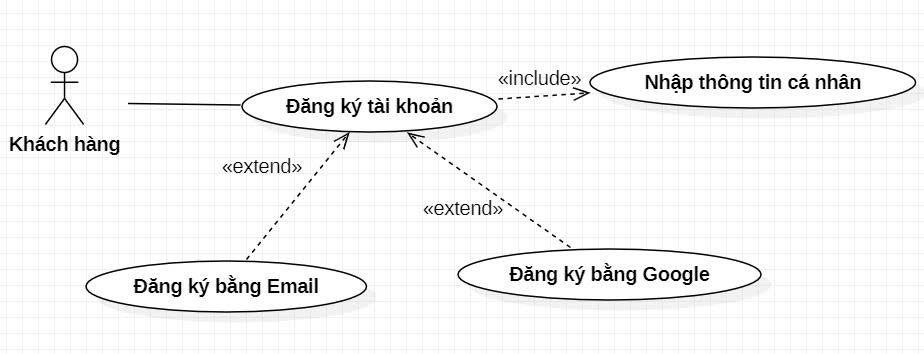 «include»
Nhập thông tin cá nhân
Đăng ký tài khoản
Khách hàng
«extend»
«extend»
Đăng ký bằng Email
Đăng ký bằng Google